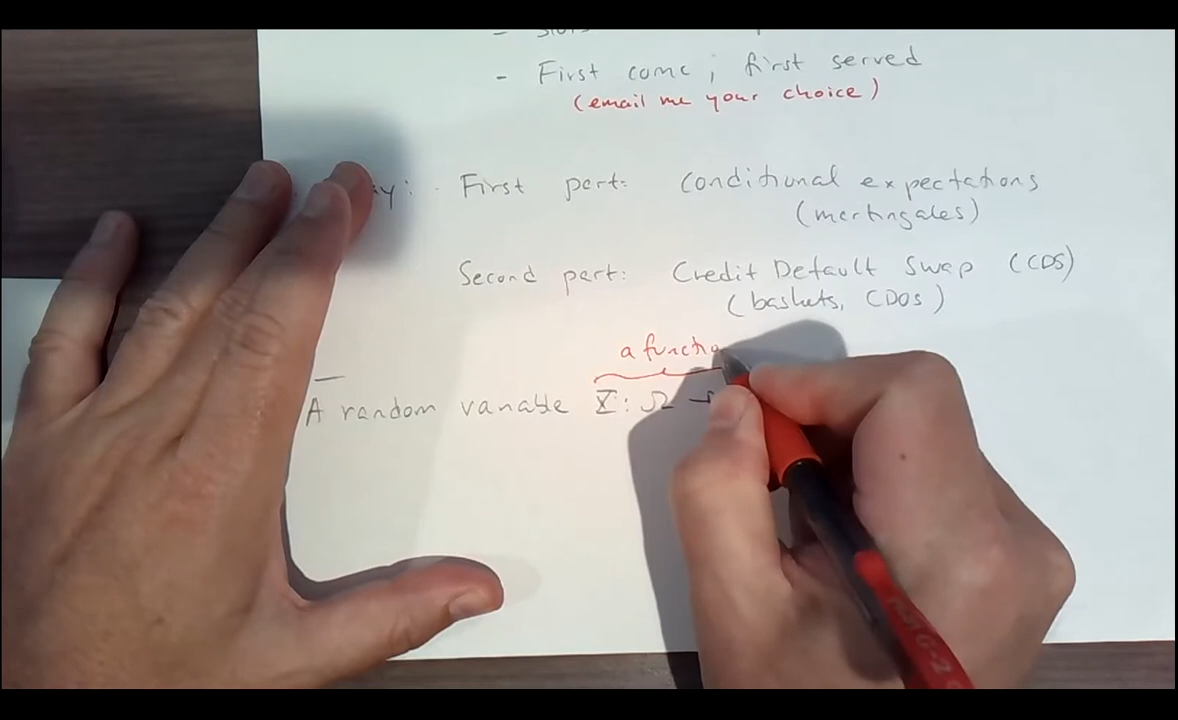 - First come, first served
(email me your choice)
First part: Conditional expectations
(martingales)
Second part: Credit Default Swap (CDS)
(baskets, CDOs)
a functio
A random variable X: Ω →